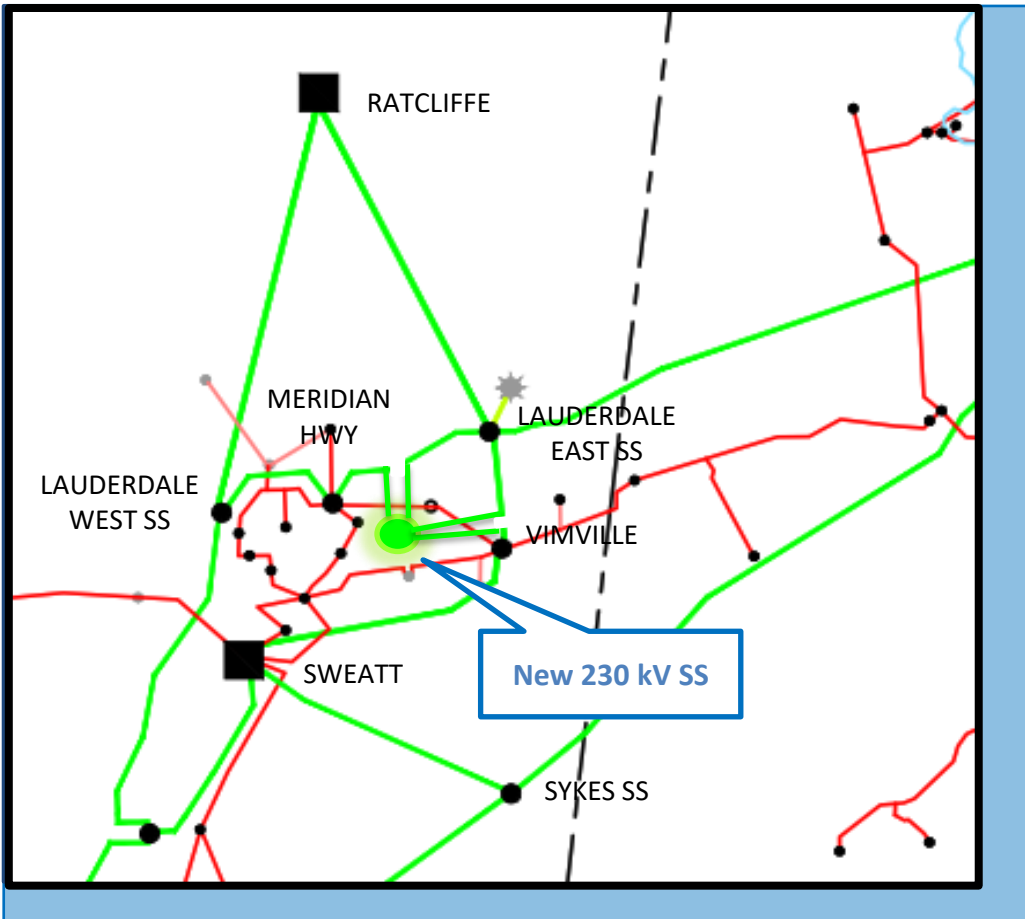 RATCLIFFE
MERIDIAN
HWY
LAUDERDALE
EAST SS
LAUDERDALE
WEST SS
VIMVILLE
New 230 kV SS
SWEATT
SYKES SS